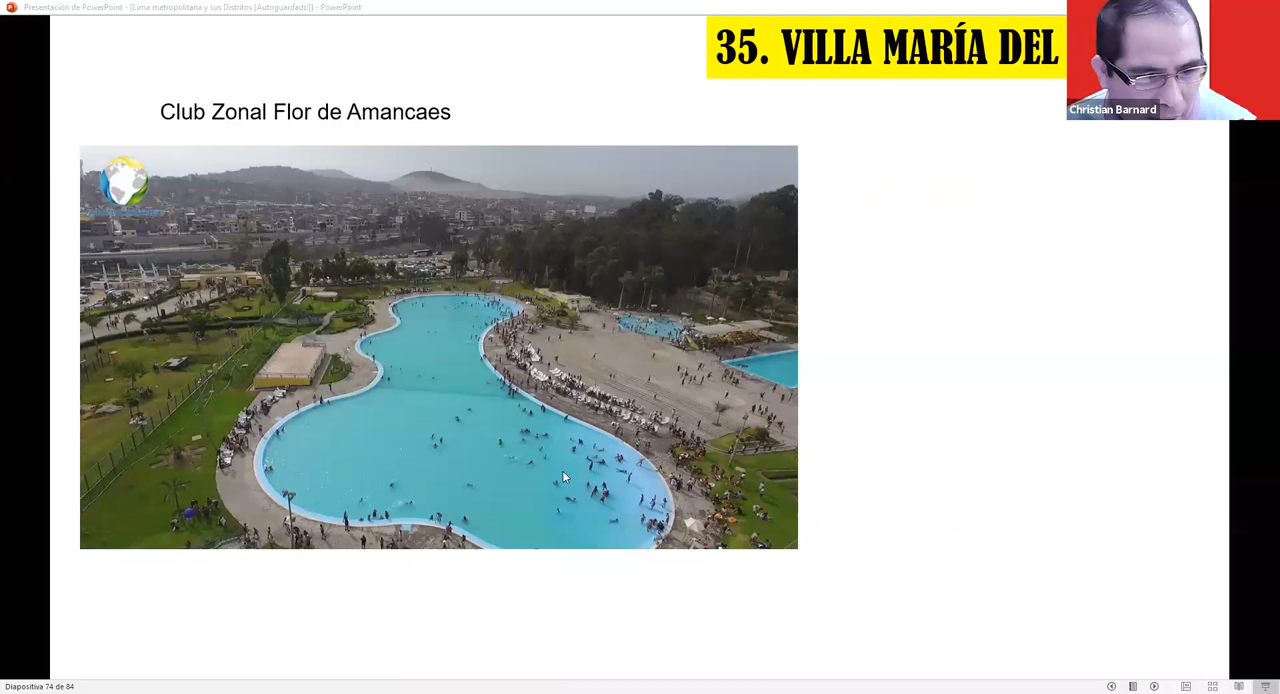 Presentación de PowerPoint - [Lima metropolitana y sus Distritos [Autoguardado]] - PowerPoint
35. VILLA MARÍA DEL
Christian Barnard
Club Zonal Flor de Amancaes
Diapositiva 74 de 84